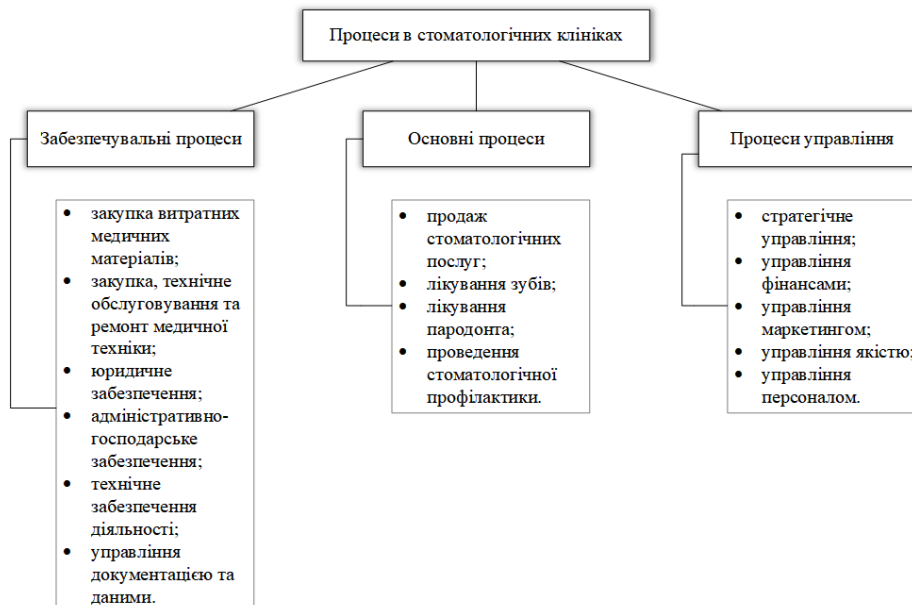 Процеси в стоматологічних клініках
Забезпечувальні процеси
Основні процеси
Процеси управління
• закупка витратних
медичних
матеріалів;
• закупка, технічне
обслуговування та
ремонт медичної
техніки;
• юридичне
забезпечення;
• адміністративно-
господарське
забезпечення;
• технічне
забезпечення
діяльності;
• управління
документацією та
даними.
• продаж
стоматологічних
послуг;
• лікування зубів;
• лікування
пародонта;
• проведення
стоматологічної
профілактики.
• стратегічне
управління;
• управління
фінансами;
• управління
маркетингом;
• управління якістю;
• управління
персоналом.